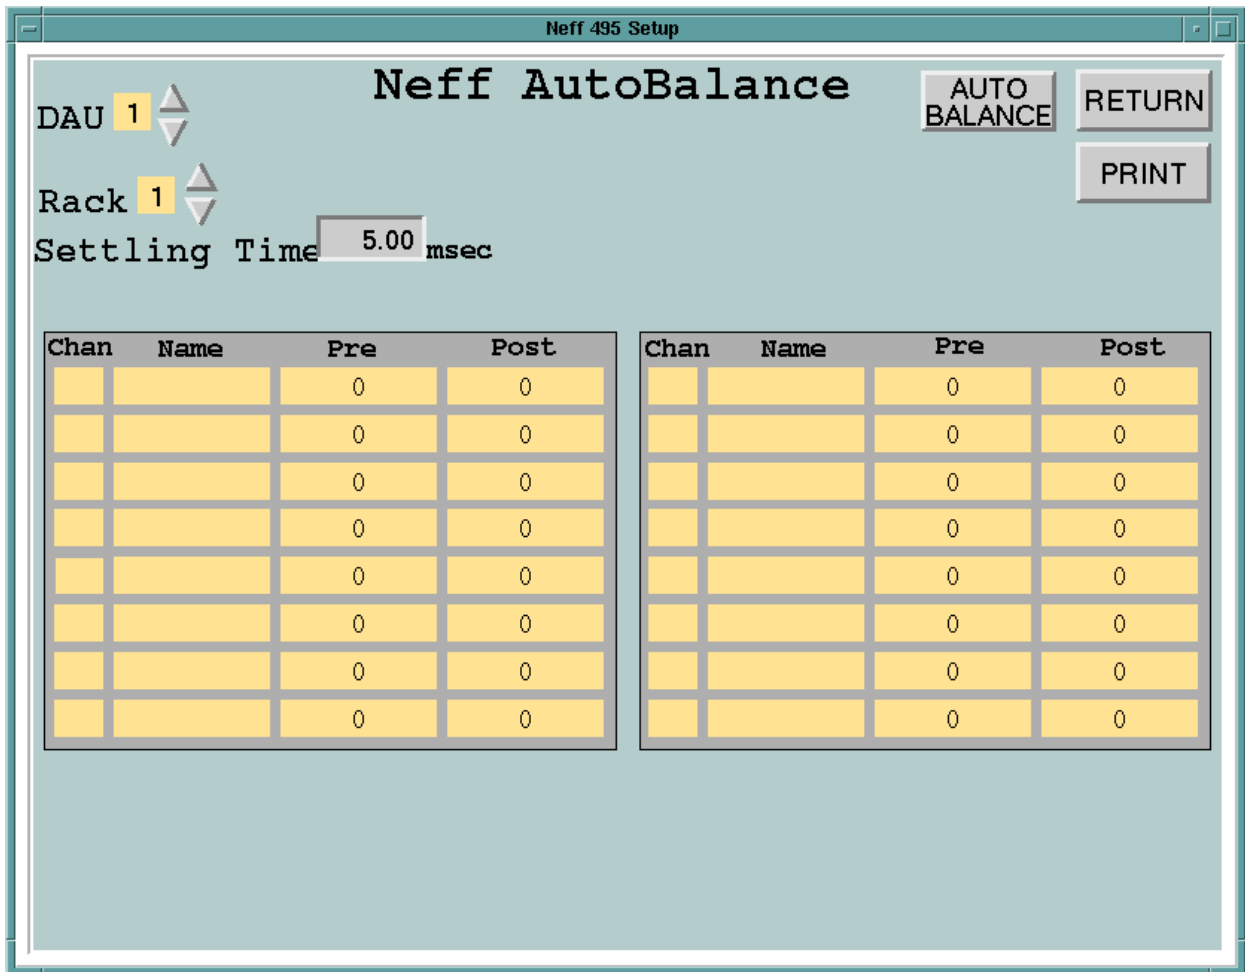 Neff 495 Setup
Neff AutoBalance
DAU 1
AUTO BALANCE
RETURN
PRINT
Rack 1
Settling Time 5.00 msec
Chan Name Pre Post Chan Name Pre Post
0 0 0 0
0 0 0 0
0 0 0 0
0 0 0 0
0 0 0 0
0 0 0 0
0 0 0 0
0 0 0 0